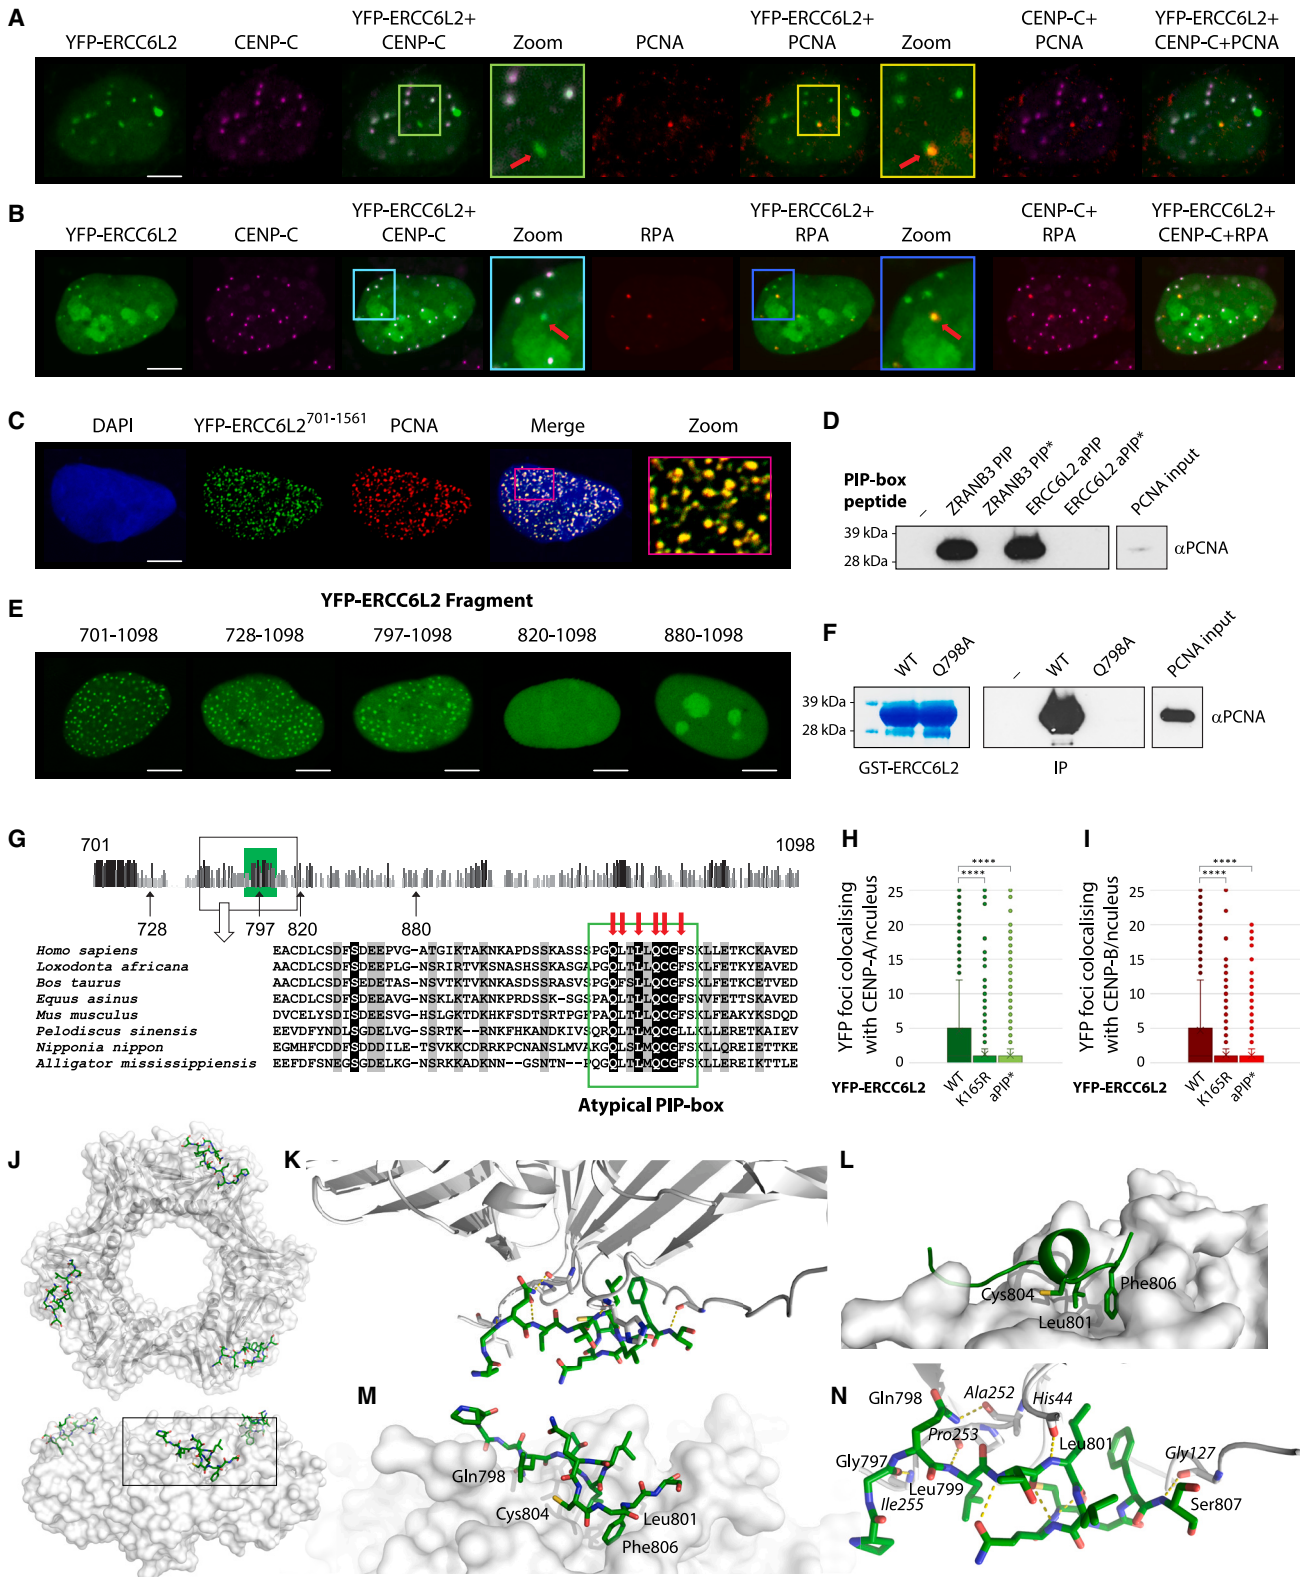 A
YFP-ERCC6L2
CENP-C
YFP-ERCC6L2+
CENP-C
Zoom
PCNA
YFP-ERCC6L2+
PCNA
Zoom
CENP-C+
PCNA
YFP-ERCC6L2+
CENP-C+PCNA
B
YFP-ERCC6L2
CENP-C
YFP-ERCC6L2+
CENP-C
Zoom
RPA
YFP-ERCC6L2+
RPA
Zoom
CENP-C+
RPA
YFP-ERCC6L2+
CENP-C+RPA
C
DAPI
YFP-ERCC6L2701-1561
PCNA
Merge
Zoom
D
PIP-box
peptide
–
ZRANB3 PIP
ZRANB3 PIP*
ERCC6L2 aPIP
ERCC6L2 aPIP*
PCNA input
39 kDa
28 kDa
αPCNA
E
YFP-ERCC6L2 Fragment
701-1098
728-1098
797-1098
820-1098
880-1098
F
WT
Q798A
–
WT
Q798A
PCNA input
39 kDa
28 kDa
αPCNA
GST-ERCC6L2
IP
G
701
1098
728
797
820
880
Homo sapiens EACDLCSDFSDEEPVG-ATGIKTAKNKAPDSSKASSSPGQLTLLQCGFSKLLETKCKAVED
Loxodonta africana AACDLCSDFSDEEPLG-NSRIRTVKSNASHSSKASGAPGQLTLLQCGFSKLFETKYEAVED
Bos taurus AACDLCSDFSDEETAS-NSVTKTVKNSAPDSSRASVSPGQFSLLQCGFSKLFETKCKAVED
Equus asinus AACDLCSDFSDEEAVG-NSKLKTAKNKPRDSSK-SGSPAQLTLLQCGFSNVFETTSKAVED
Mus musculus DVCELYSDISDEEVSG-HSLGKTDKHKFSDTSRTPGPAQLTLLQCGFSKLFEAKYKSDQD
Pelodiscus sinensis EEVDFYNDLSGDELVG-SSRTK--RNKFHKANDKIVSQRQLTLLQCGLLKLLERETKAIEV
Nipponia nippon EGMHFCDDFSDDDILE-TSVKKCDRRKCPNANSLMVAKGQLSLMQCGFSKLLEQREIKTED
Alligator mississippiensis EEFDFSNEGSGDELKG-SSRTKKADKNN--GSNTN-PQGQLTLMQCGFSKLLEREIETTLE
Atypical PIP-box
H
YFP foci colocalising
with CENP-A/nculeus
25
20
15
10
5
0
****
****
YFP-ERCC6L2
WT
K165R
aPIP*
I
YFP foci colocalising
with CENP-B/nculeus
25
20
15
10
5
0
****
****
YFP-ERCC6L2
WT
K165R
aPIP*
J
K
L
Cys804
Leu801
Phe806
M
Gln798
Cys804
Leu801
Phe806
N
Gln798
Ala252
His44
Pro253
Leu801
Gly797
Leu799
Ile255
Gly127
Ser807